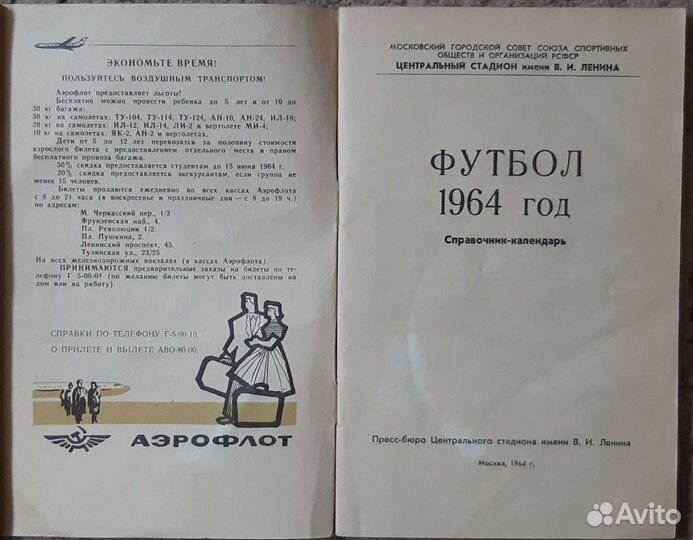 ЭКОНОМЬТЕ ВРЕМЯ!
ПОЛЬЗУЙТЕСЬ ВОЗДУШНЫМ ТРАНСПОРТОМ!
Аэрофлот предоставляет льготы!
Бесплатно можно провести ребенка до 5 лет и от 10 до
30 кг багажа:
30 кг на самолетах: ТУ-104, ТУ-114, ТУ-124, АН-10, АН-24, ИЛ-18;
20 кг на самолетах: ИЛ-12, ИЛ-14, ЛИ-2 и вертолете МИ-4;
10 кг на самолетах: ЯК-2, АН-2 и вертолетах.
Дети от 5 до 12 лет перевозятся за половину стоимости
взрослого билета с предоставлением отдельного места и правом
бесплатного провоза багажа.
50% скидка предоставляется студентам до 15 июня 1964 г.
20% скидка предоставляется экскурсантам, если группа не
менее 15 человек.
Билеты продаются ежедневно во всех кассах Аэрофлота
с 8 до 21 часа (в воскресенье и праздничные дни — с 8 до 19 ч.)
по адресам:
М. Черкасский пер., 1/3
Фрунзенская наб., 4.
Пл. Революции 1/2.
Пл. Пушкина, 2.
Ленинский проспект, 45.
Тулинская ул., 23/25
На всех железнодорожных вокзалах (в кассах Аэрофлота).
ПРИНИМАЮТСЯ предварительные заказы на билеты по те-
лефону Г 5-00-04 (по желанию билеты могут быть доставлены на
дом или на работу).
СПРАВКИ ПО ТЕЛЕФОНУ Г-5-00-10.
О ПРИЛЕТЕ И ВЫЛЕТЕ АВО-80-00.
АЭРОФЛОТ
МОСКОВСКИЙ ГОРОДСКОЙ СОВЕТ СОЮЗА СПОРТИВНЫХ
ОБЩЕСТВ И ОРГАНИЗАЦИЙ РСФСР
ЦЕНТРАЛЬНЫЙ СТАДИОН имени В. И. ЛЕНИНА
ФУТБОЛ
1964 год
Справочник-календарь
Пресс-бюро Центрального стадиона имени В. И. Ленина
Москва, 1964 г.
Avito